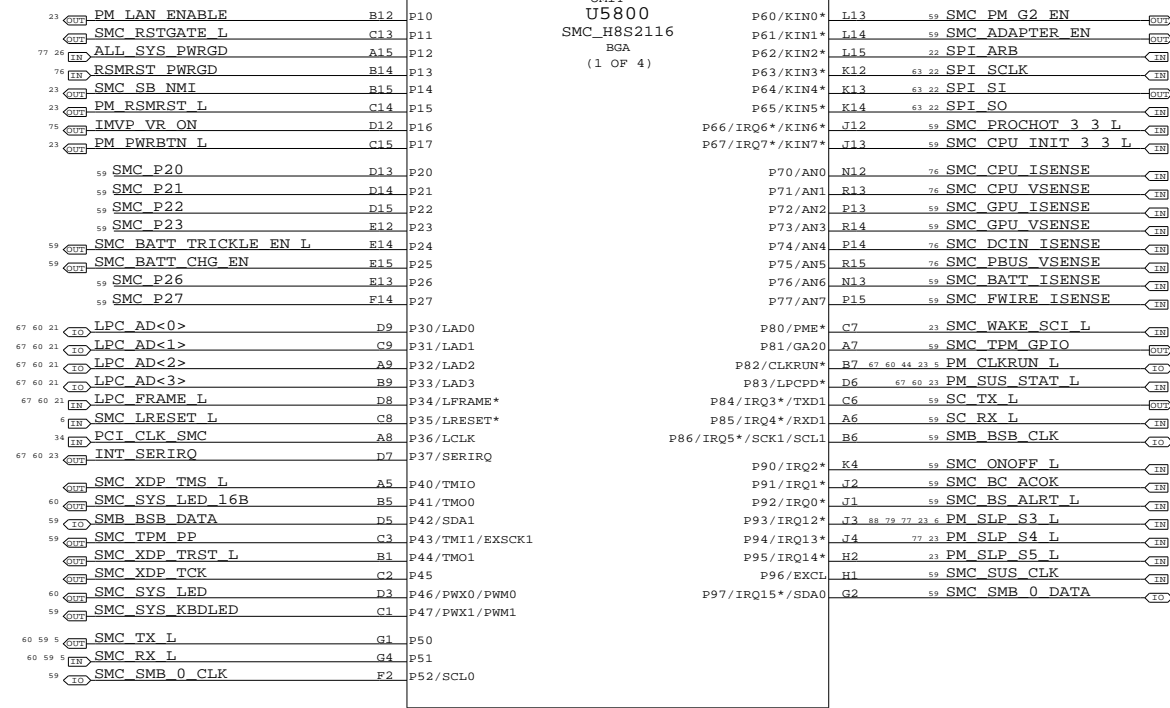 OMIT
U5800
SMC_H8S2116
BGA
(1 OF 4)
23 OUT PM_LAN_ENABLE B12 P10
OUT SMC_RSTGATE_L C13 P11
77 26 IN ALL_SYS_PWRGD A15 P12
76 IN RSMRST_PWRGD B14 P13
23 OUT SMC_SB_NMI B15 P14
23 OUT PM_RSMRST_L C14 P15
75 OUT IMVP_VR_ON D12 P16
23 OUT PM_PWRBTN_L C15 P17
59 SMC_P20 D13 P20
59 SMC_P21 D14 P21
59 SMC_P22 D15 P22
59 SMC_P23 E12 P23
59 OUT SMC_BATT_TRICKLE_EN_L E14 P24
59 OUT SMC_BATT_CHG_EN E15 P25
59 SMC_P26 E13 P26
59 SMC_P27 F14 P27
67 60 21 IO LPC_AD<0> D9 P30/LAD0
67 60 21 IO LPC_AD<1> C9 P31/LAD1
67 60 21 IO LPC_AD<2> A9 P32/LAD2
67 60 21 IO LPC_AD<3> B9 P33/LAD3
67 60 21 IN LPC_FRAME_L D8 P34/LFRAME*
6 IN SMC_LRESET_L C8 P35/LRESET*
34 IN PCI_CLK_SMC A8 P36/LCLK
67 60 23 OUT INT_SERIRQ D7 P37/SERIRQ
OUT SMC_XDP_TMS_L A5 P40/TMIO
60 OUT SMC_SYS_LED_16B B5 P41/TMO0
59 IO SMB_BSB_DATA D5 P42/SDA1
59 OUT SMC_TPM_PP C3 P43/TMI1/EXSCK1
OUT SMC_XDP_TRST_L B1 P44/TMO1
OUT SMC_XDP_TCK C2 P45
60 OUT SMC_SYS_LED D3 P46/PWX0/PWM0
59 OUT SMC_SYS_KBDLED C1 P47/PWX1/PWM1
60 59 5 OUT SMC_TX_L G1 P50
60 59 5 IN SMC_RX_L G4 P51
59 IO SMC_SMB_0_CLK F2 P52/SCL0
P60/KIN0* L13 59 SMC_PM_G2_EN OUT
P61/KIN1* L14 59 SMC_ADAPTER_EN OUT
P62/KIN2* L15 22 SPI_ARB IN
P63/KIN3* K12 63 22 SPI_SCLK IN
P64/KIN4* K13 63 22 SPI_SI OUT
P65/KIN5* K14 63 22 SPI_SO IN
P66/IRQ6*/KIN6* J12 59 SMC_PROCHOT_3_3_L IN
P67/IRQ7*/KIN7* J13 59 SMC_CPU_INIT_3_3_L IN
P70/AN0 N12 76 SMC_CPU_ISENSE IN
P71/AN1 R13 76 SMC_CPU_VSENSE IN
P72/AN2 P13 59 SMC_GPU_ISENSE IN
P73/AN3 R14 59 SMC_GPU_VSENSE IN
P74/AN4 P14 76 SMC_DCIN_ISENSE IN
P75/AN5 R15 76 SMC_PBUS_VSENSE IN
P76/AN6 N13 59 SMC_BATT_ISENSE IN
P77/AN7 P15 59 SMC_FWIRE_ISENSE IN
P80/PME* C7 23 SMC_WAKE_SCI_L IN
P81/GA20 A7 59 SMC_TPM_GPIO OUT
P82/CLKRUN* B7 67 60 44 23 5 PM_CLKRUN_L IO
P83/LPCPD* D6 67 60 23 PM_SUS_STAT_L IN
P84/IRQ3*/TXD1 C6 59 SC_TX_L OUT
P85/IRQ4*/RXD1 A6 59 SC_RX_L IN
P86/IRQ5*/SCK1/SCL1 B6 59 SMB_BSB_CLK IO
P90/IRQ2* K4 59 SMC_ONOFF_L IN
P91/IRQ1* J2 59 SMC_BC_ACOK IN
P92/IRQ0* J1 59 SMC_BS_ALRT_L IN
P93/IRQ12* J3 88 79 77 23 6 PM_SLP_S3_L IN
P94/IRQ13* J4 77 23 PM_SLP_S4_L IN
P95/IRQ14* H2 23 PM_SLP_S5_L IN
P96/EXCL H1 59 SMC_SUS_CLK IN
P97/IRQ15*/SDA0 G2 59 SMC_SMB_0_DATA IO